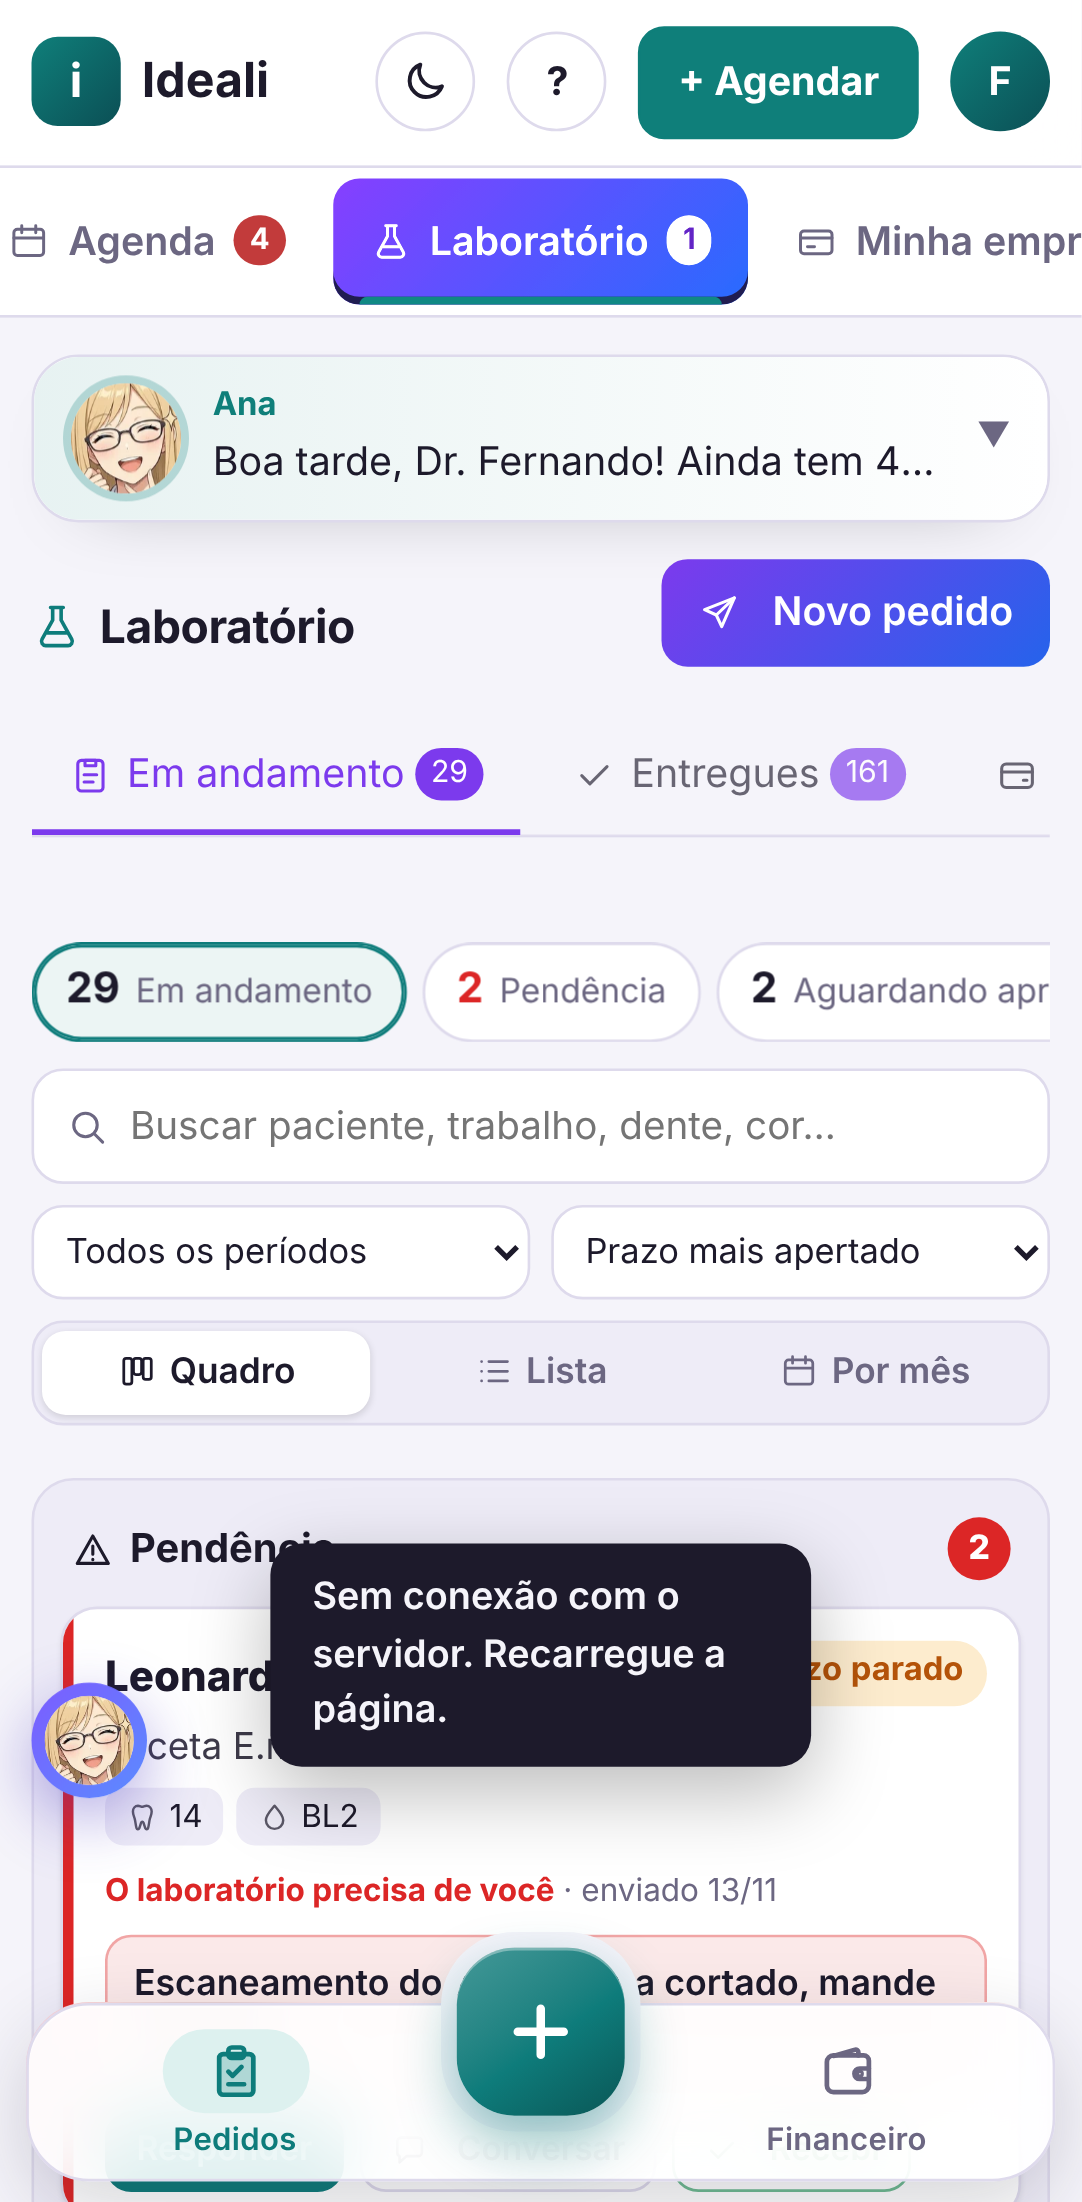 i Ideali ? + Agendar F
Agenda 4 Laboratório 1 Minha empr
Ana
Boa tarde, Dr. Fernando! Ainda tem 4...
Laboratório Novo pedido
Em andamento 29 Entregues 161
29 Em andamento 2 Pendência 2 Aguardando apr
Buscar paciente, trabalho, dente, cor...
Todos os períodos Prazo mais apertado
Quadro Lista Por mês
Pendência 2
Sem conexão com o
servidor. Recarregue a
página.
Leonard zo parado
ceta E.
14 BL2
O laboratório precisa de você · enviado 13/11
Escaneamento do a cortado, mande
+
Conversar
Pedidos Financeiro